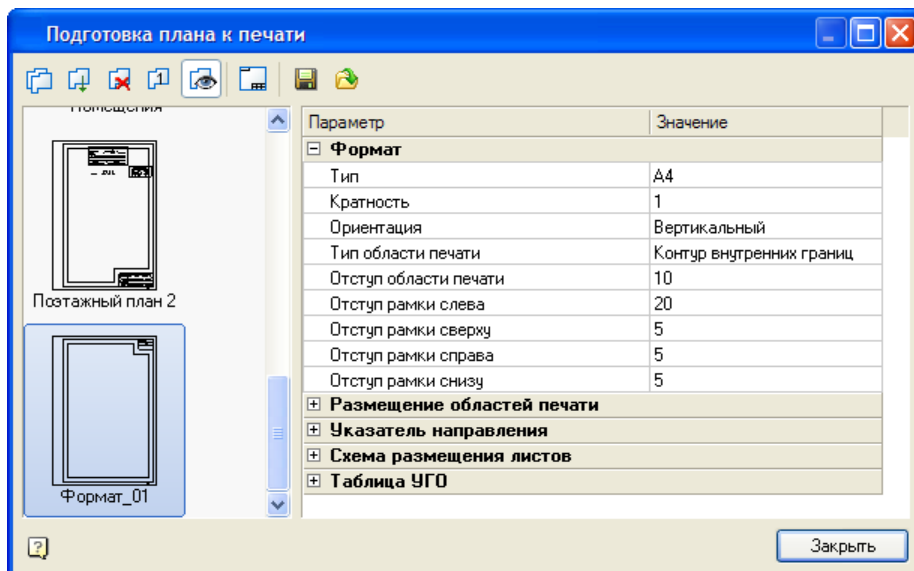 Подготовка плана к печати
Помещения
Поэтажный план 2
Формат_01
Параметр Значение
Формат
Тип А4
Кратность 1
Ориентация Вертикальный
Тип области печати Контур внутренних границ
Отступ области печати 10
Отступ рамки слева 20
Отступ рамки сверху 5
Отступ рамки справа 5
Отступ рамки снизу 5
Размещение областей печати
Указатель направления
Схема размещения листов
Таблица УГО
Закрыть